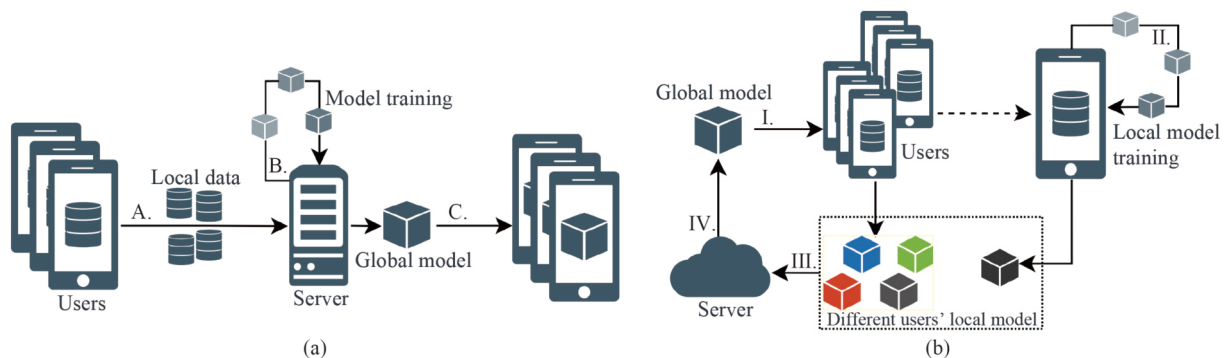 Model training
B.
Local data
A.
C.
Users
Server
Global model
(a)
Global model
I.
II.
Users
Local model
training
IV.
III.
Server
Different users' local model
(b)